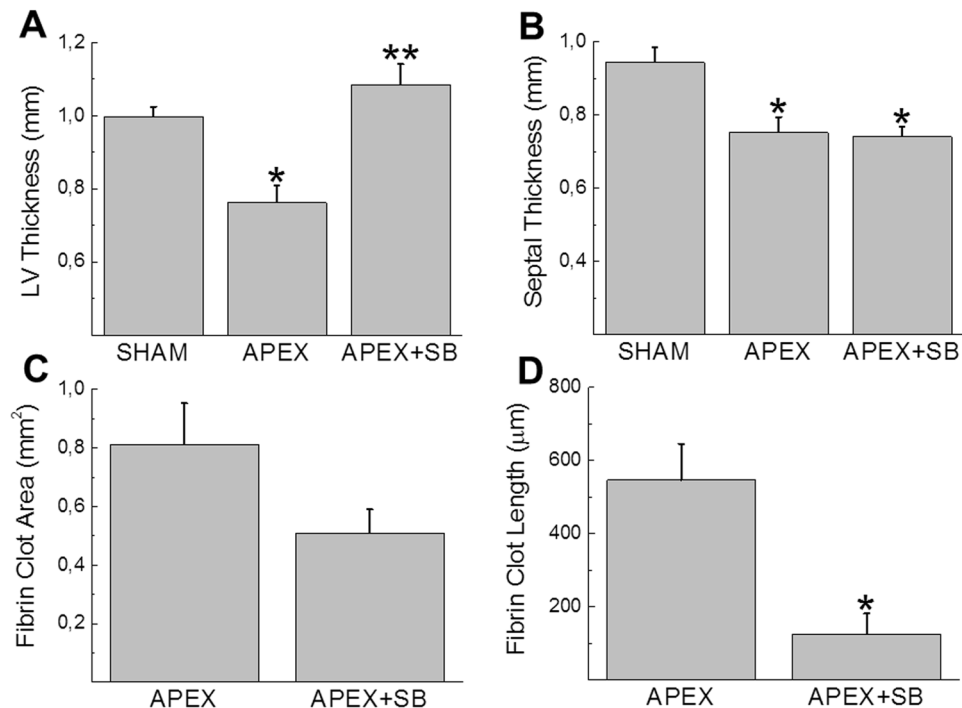 A
LV Thickness (mm)
1,2
1,0
0,8
0,6
*
**
SHAM APEX APEX+SB
B
Septal Thickness (mm)
1,0
0,8
0,6
0,4
*
*
SHAM APEX APEX+SB
C
Fibrin Clot Area (mm²)
1,0
0,8
0,6
0,4
0,2
APEX APEX+SB
D
Fibrin Clot Length (μm)
800
600
400
200
*
APEX APEX+SB